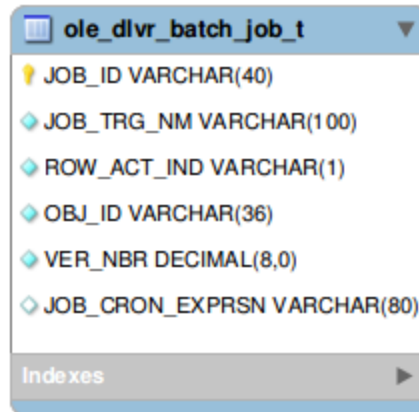 ole_dlvr_batch_job_t
JOB_ID VARCHAR(40)
JOB_TRG_NM VARCHAR(100)
ROW_ACT_IND VARCHAR(1)
OBJ_ID VARCHAR(36)
VER_NBR DECIMAL(8,0)
JOB_CRON_EXPRSN VARCHAR(80)
Indexes